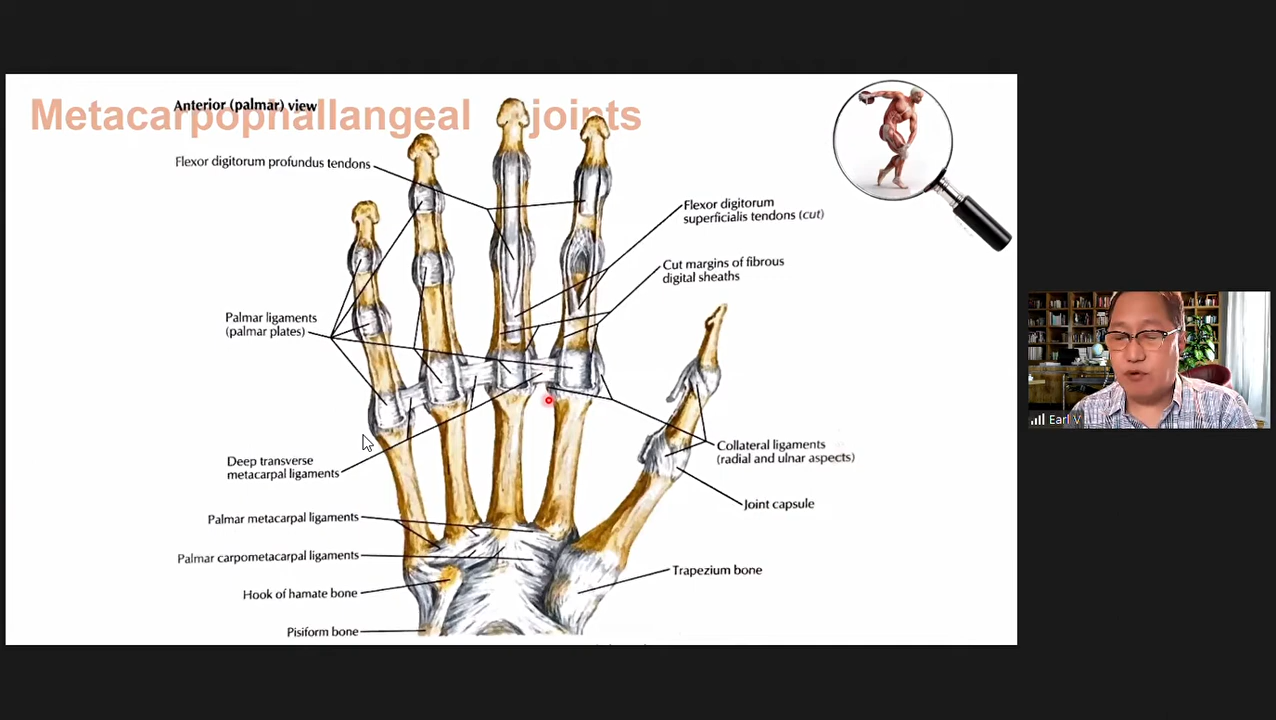 Metacarpophallangeal joints
Anterior (palmar) view
Flexor digitorum profundus tendons
Flexor digitorum
superficialis tendons (cut)
Cut margins of fibrous
digital sheaths
Palmar ligaments
(palmar plates)
Collateral ligaments
(radial and ulnar aspects)
Deep transverse
metacarpal ligaments
Joint capsule
Palmar metacarpal ligaments
Palmar carpometacarpal ligaments
Trapezium bone
Hook of hamate bone
Pisiform bone
Earl V